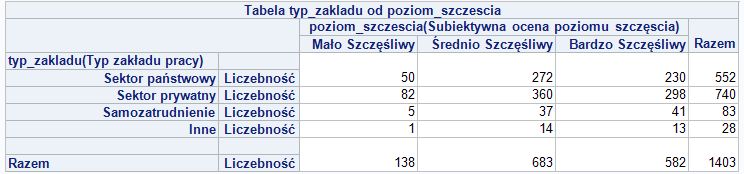 Tabela typ_zakladu od poziom_szczescia
poziom_szczescia(Subiektywna ocena poziomu szczęscia) Razem
Mało Szczęśliwy Średnio Szczęśliwy Bardzo Szczęśliwy
typ_zakladu(Typ zakładu pracy)
Sektor państwowy Liczebność 50 272 230 552
Sektor prywatny Liczebność 82 360 298 740
Samozatrudnienie Liczebność 5 37 41 83
Inne Liczebność 1 14 13 28
Razem Liczebność 138 683 582 1403